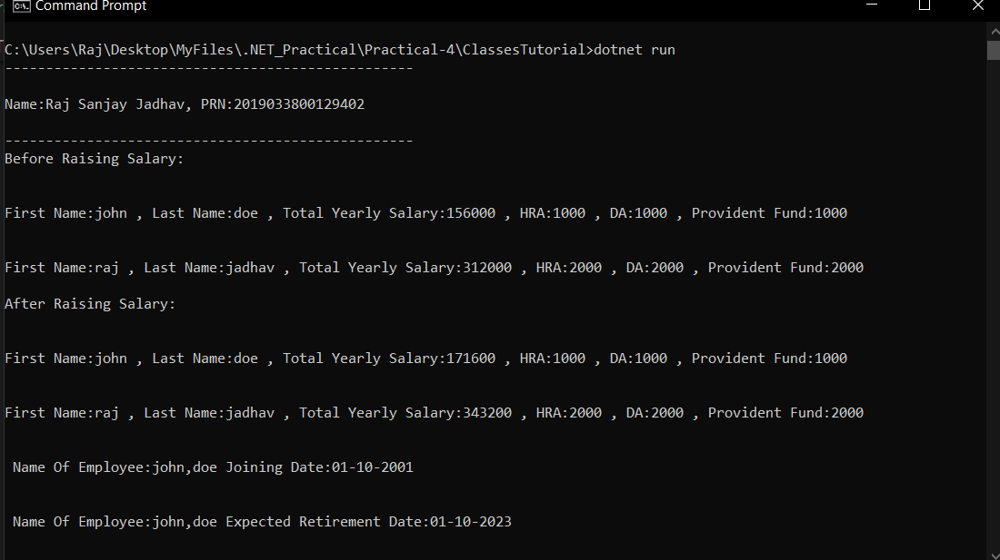 Command Prompt
C:\Users\Raj\Desktop\MyFiles\.NET_Practical\Practical-4\ClassesTutorial>dotnet run
--------------------------------------------------
Name:Raj Sanjay Jadhav, PRN:2019033800129402
--------------------------------------------------
Before Raising Salary:
First Name:john , Last Name:doe , Total Yearly Salary:156000 , HRA:1000 , DA:1000 , Provident Fund:1000
First Name:raj , Last Name:jadhav , Total Yearly Salary:312000 , HRA:2000 , DA:2000 , Provident Fund:2000
After Raising Salary:
First Name:john , Last Name:doe , Total Yearly Salary:171600 , HRA:1000 , DA:1000 , Provident Fund:1000
First Name:raj , Last Name:jadhav , Total Yearly Salary:343200 , HRA:2000 , DA:2000 , Provident Fund:2000
Name Of Employee:john,doe Joining Date:01-10-2001
Name Of Employee:john,doe Expected Retirement Date:01-10-2023